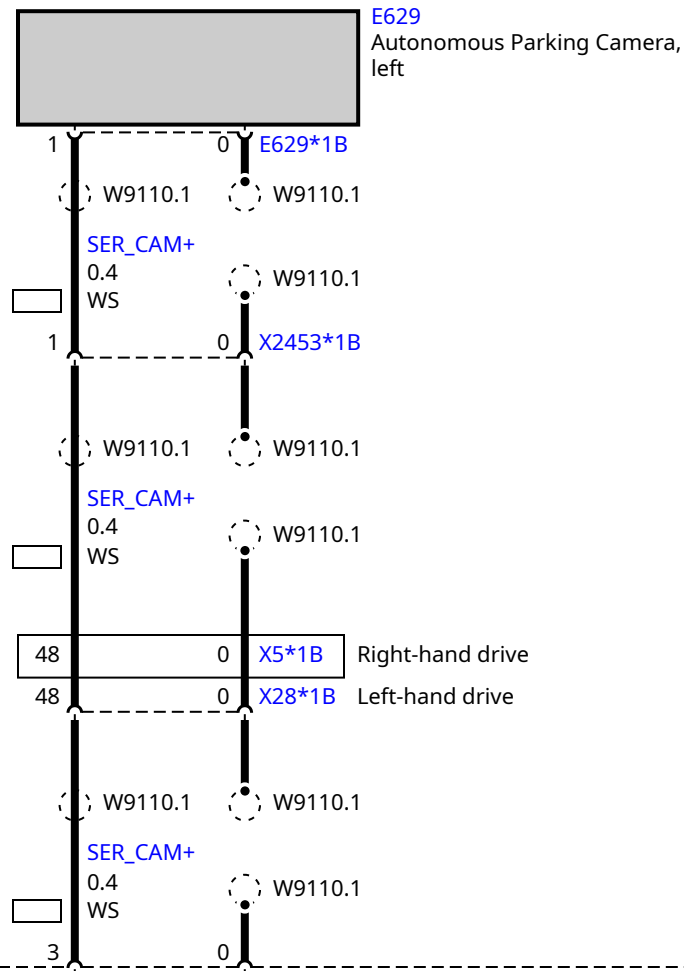 E629
Autonomous Parking Camera,
left
1 0 E629*1B
W9110.1 W9110.1
SER_CAM+
0.4 W9110.1
WS
1 0 X2453*1B
W9110.1 W9110.1
SER_CAM+
0.4 W9110.1
WS
48 0 X5*1B Right-hand drive
48 0 X28*1B Left-hand drive
W9110.1 W9110.1
SER_CAM+
0.4 W9110.1
WS
3 0